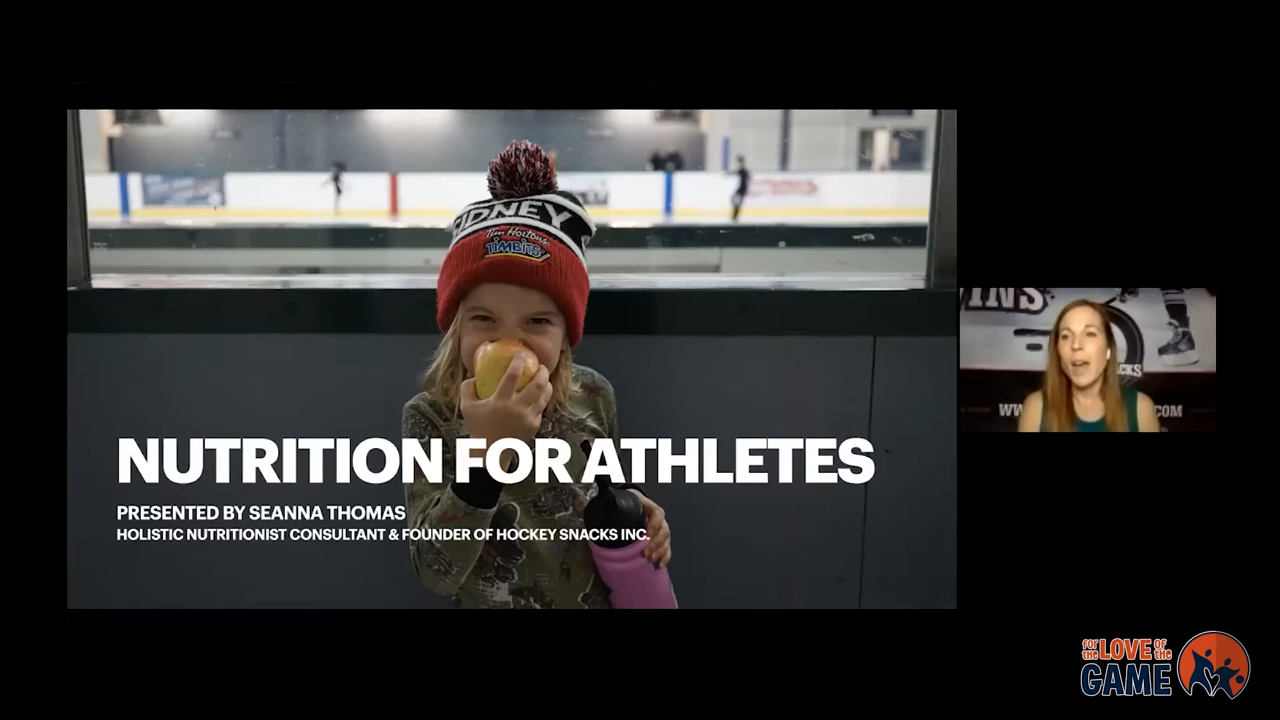 SIDNEY
Tim Hortons
TIMBITS
NUTRITION FOR ATHLETES
PRESENTED BY SEANNA THOMAS
HOLISTIC NUTRITIONIST CONSULTANT & FOUNDER OF HOCKEY SNACKS INC.
FOR the LOVE OF the
GAME